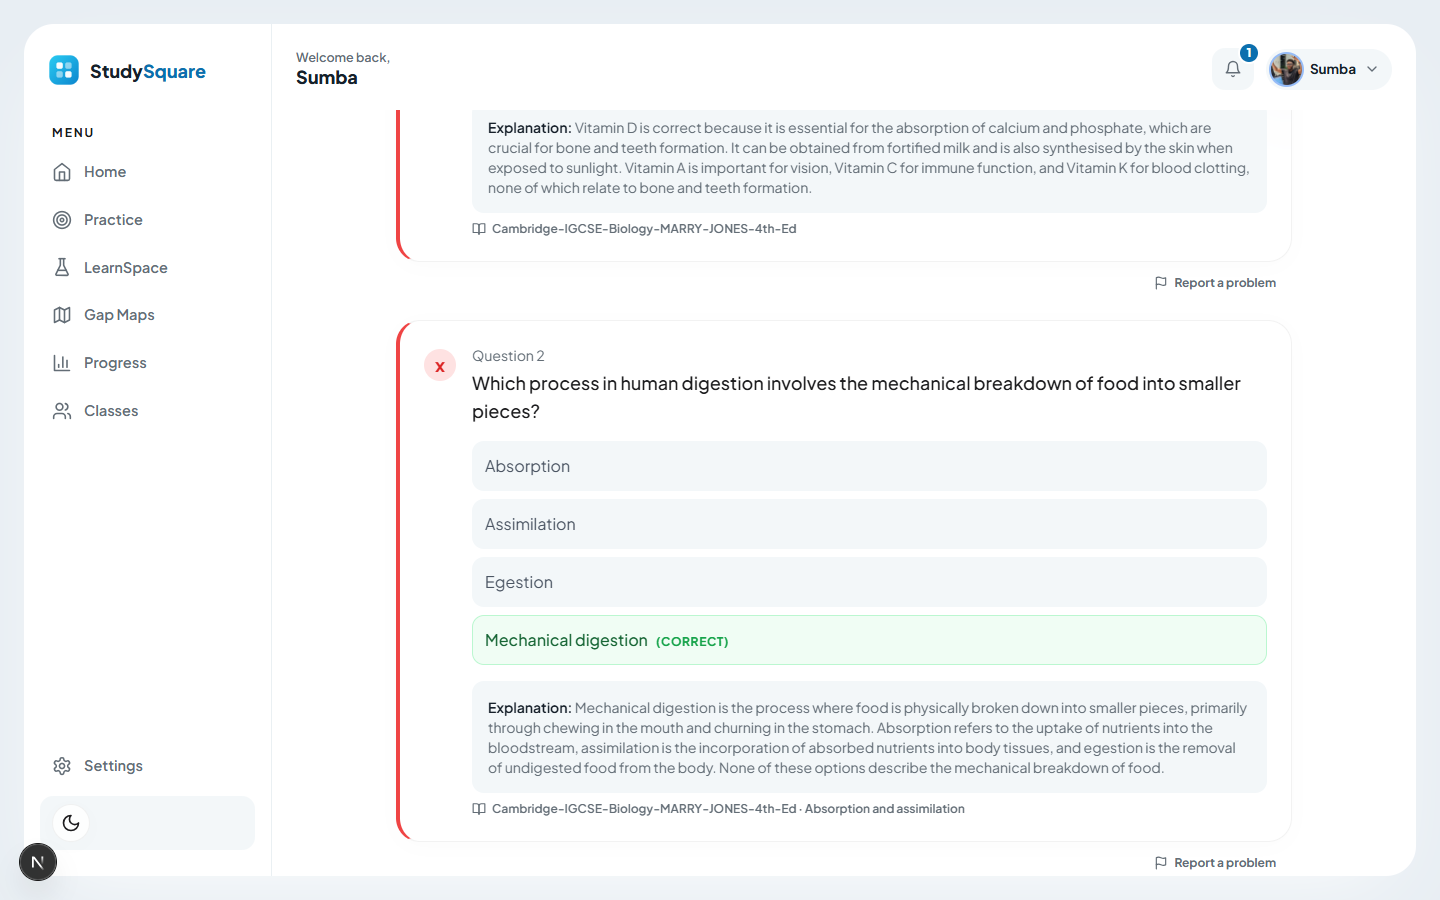 StudySquare
MENU
Home
Practice
LearnSpace
Gap Maps
Progress
Classes
Settings
N
Welcome back,
Sumba
1
Sumba
Explanation: Vitamin D is correct because it is essential for the absorption of calcium and phosphate, which are
crucial for bone and teeth formation. It can be obtained from fortified milk and is also synthesised by the skin when
exposed to sunlight. Vitamin A is important for vision, Vitamin C for immune function, and Vitamin K for blood clotting,
none of which relate to bone and teeth formation.
Cambridge-IGCSE-Biology-MARRY-JONES-4th-Ed
Report a problem
X
Question 2
Which process in human digestion involves the mechanical breakdown of food into smaller
pieces?
Absorption
Assimilation
Egestion
Mechanical digestion (CORRECT)
Explanation: Mechanical digestion is the process where food is physically broken down into smaller pieces, primarily
through chewing in the mouth and churning in the stomach. Absorption refers to the uptake of nutrients into the
bloodstream, assimilation is the incorporation of absorbed nutrients into body tissues, and egestion is the removal
of undigested food from the body. None of these options describe the mechanical breakdown of food.
Cambridge-IGCSE-Biology-MARRY-JONES-4th-Ed · Absorption and assimilation
Report a problem